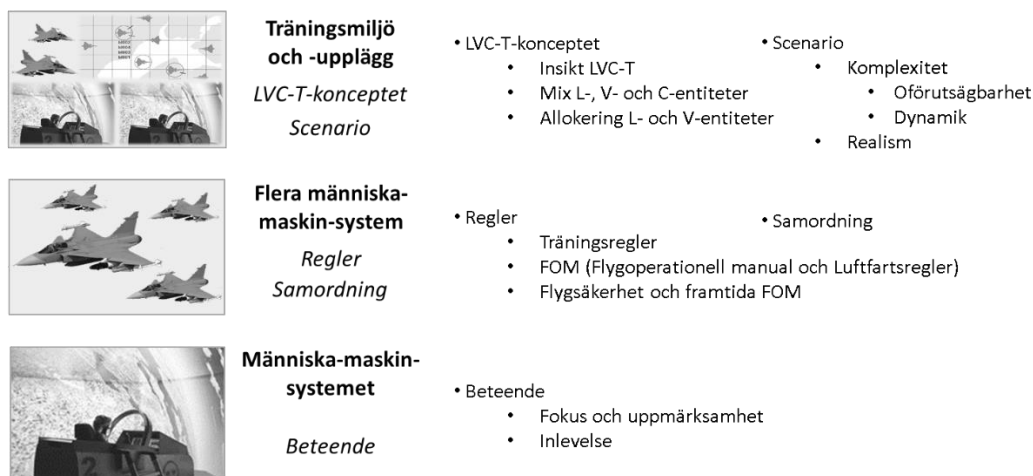 Träningsmiljö
och -upplägg
LVC-T-konceptet
Scenario
• LVC-T-konceptet
• Insikt LVC-T
• Mix L-, V- och C-entiteter
• Allokering L- och V-entiteter
• Scenario
• Komplexitet
• Oförutsägbarhet
• Dynamik
• Realism
Flera människa-
maskin-system
Regler
Samordning
• Regler
• Träningsregler
• FOM (Flygoperationell manual och Luftfartsregler)
• Flygsäkerhet och framtida FOM
• Samordning
Människa-maskin-
systemet
Beteende
• Beteende
• Fokus och uppmärksamhet
• Inlevelse
2